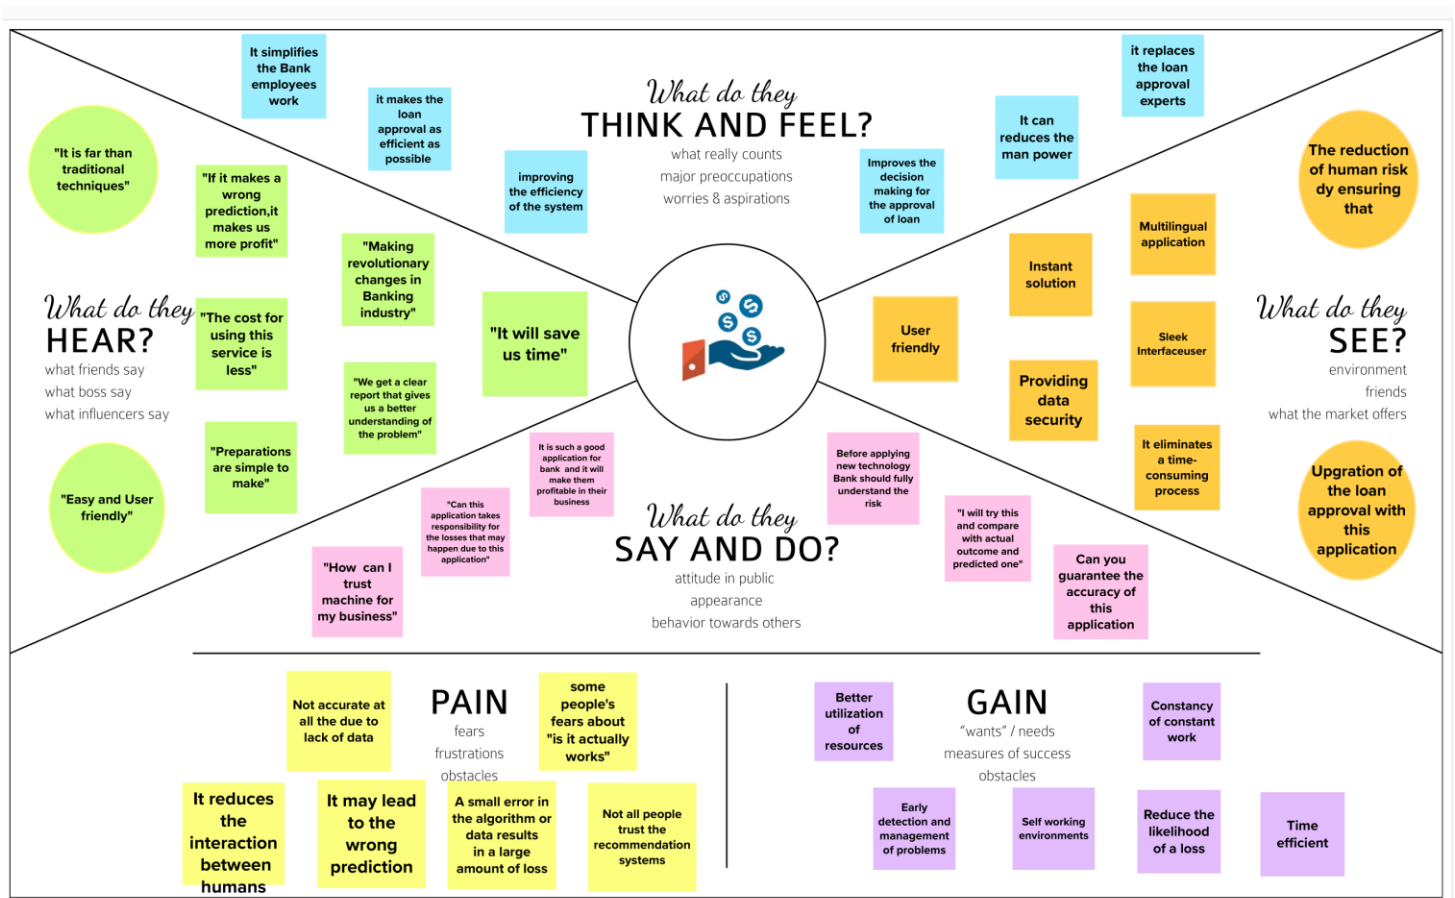 What do they
THINK AND FEEL?
what really counts
major preoccupations
worries & aspirations
It simplifies
the Bank
employees
work
it makes the
loan
approval as
efficient as
possible
improving
the efficiency
of the system
Improves the
decision
making for
the approval
of loan
It can
reduces the
man power
it replaces
the loan
approval
experts
What do they
HEAR?
what friends say
what boss say
what influencers say
"It is far than
traditional
techniques"
"If it makes a
wrong
prediction,it
makes us
more profit"
"Making
revolutionary
changes in
Banking
industry"
"The cost for
using this
service is
less"
"It will save
us time"
"We get a clear
report that gives
us a better
understanding of
the problem"
"Preparations
are simple to
make"
"Easy and User
friendly"
What do they
SEE?
environment
friends
what the market offers
The reduction
of human risk
dy ensuring
that
Multilingual
application
Instant
solution
User
friendly
Sleek
Interfaceuser
Providing
data
security
It eliminates
a time-
consuming
process
Upgration of
the loan
approval with
this
application
What do they
SAY AND DO?
attitude in public
appearance
behavior towards others
It is such a good
application for
bank and it will
make them
profitable in their
business
"Can this
application takes
responsibility for
the losses that may
happen due to this
application"
"How can I
trust
machine for
my business"
Before applying
new technology
Bank should fully
understand the
risk
"I will try this
and compare
with actual
outcome and
predicted one"
Can you
guarantee the
accuracy of
this
application
PAIN
fears
frustrations
obstacles
Not accurate at
all the due to
lack of data
some
people's
fears about
"is it actually
works"
It reduces
the
interaction
between
humans
It may lead
to the
wrong
prediction
A small error in
the algorithm or
data results
in a large
amount of loss
Not all people
trust the
recommendation
systems
GAIN
"wants" / needs
measures of success
obstacles
Better
utilization
of
resources
Constancy
of constant
work
Early
detection and
management
of problems
Self working
environments
Reduce the
likelihood
of a loss
Time
efficient